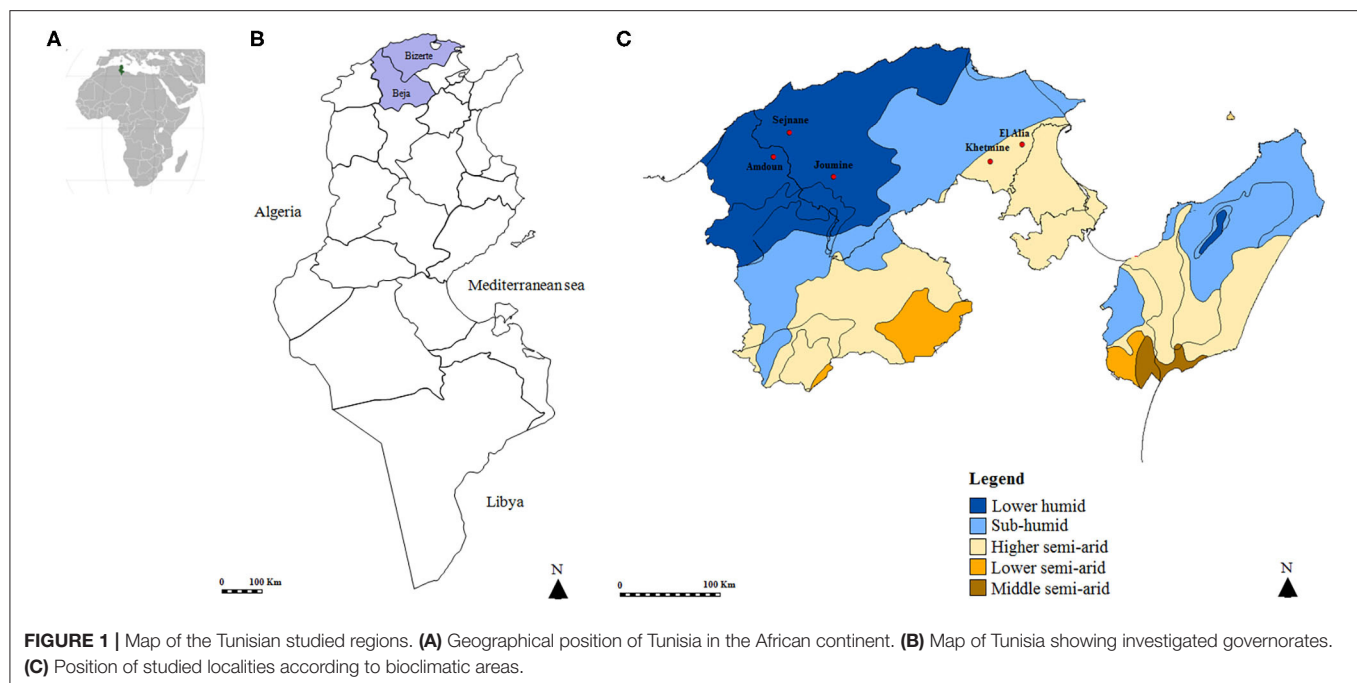 A
B
C
Bizerte
Beja
Algeria
Mediterranean sea
Libya
0 100 Km
N
Sejnane
El Alia
Khetmine
Amdoun
Joumine
Legend
Lower humid
Sub-humid
Higher semi-arid
Lower semi-arid
Middle semi-arid
0 100 Km
N
FIGURE 1 | Map of the Tunisian studied regions. (A) Geographical position of Tunisia in the African continent. (B) Map of Tunisia showing investigated governorates.
(C) Position of studied localities according to bioclimatic areas.